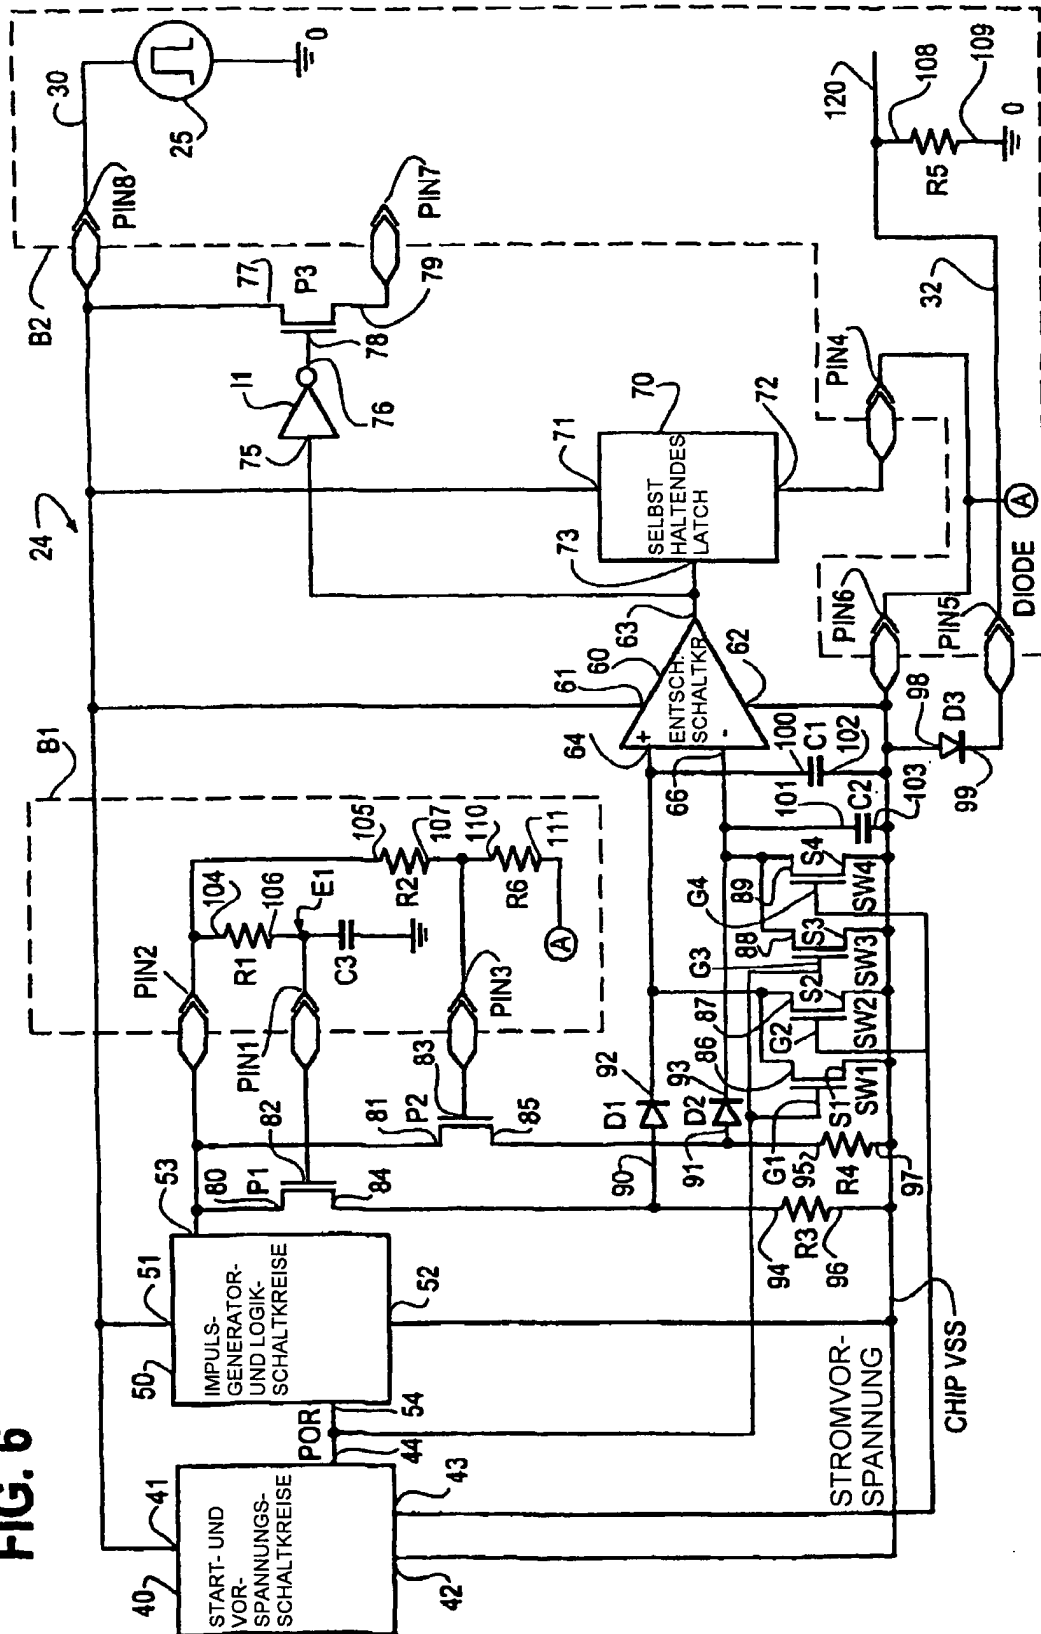 FIG. 6
24
B2
30
25
0
PIN8
PIN7
77
P3
78
79
I1
75
76
71
70
SELBST
HALTENDES
LATCH
72
73
PIN4
120
108
R5
109
0
32
A
DIODE
PIN6
PIN5
98
D3
99
63
60
61
ENTSCH.
SCHALTKR.
+
-
62
64
66
100
C1
102
101
C2
103
B1
PIN2
104
R1
106
E1
C3
105
R2
107
110
R6
111
A
PIN1
PIN3
53
80
P1
82
84
81
P2
83
85
D1
92
90
D2
93
91
86
87
88
89
G1
G2
G3
G4
S1
S2
S3
S4
SW1
SW2
SW3
SW4
94
R3
96
95
R4
97
50
51
IMPULS-
GENERATOR-
UND LOGIK-
SCHALTKREISE
52
54
POR
44
40
41
START- UND
VOR-
SPANNUNGS-
SCHALTKREISE
42
43
STROMVOR-
SPANNUNG
CHIP VSS